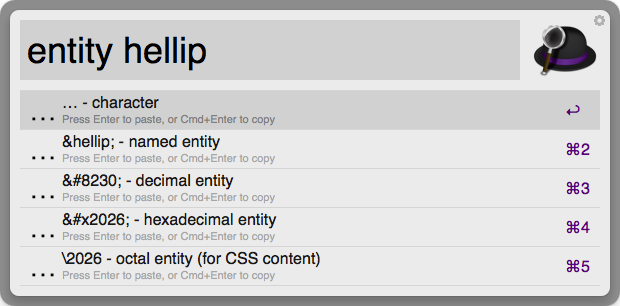 entity hellip
… - character
Press Enter to paste, or Cmd+Enter to copy
↩
… &hellip; - named entity
Press Enter to paste, or Cmd+Enter to copy
⌘2
… &#8230; - decimal entity
Press Enter to paste, or Cmd+Enter to copy
⌘3
… &#x2026; - hexadecimal entity
Press Enter to paste, or Cmd+Enter to copy
⌘4
… \2026 - octal entity (for CSS content)
Press Enter to paste, or Cmd+Enter to copy
⌘5